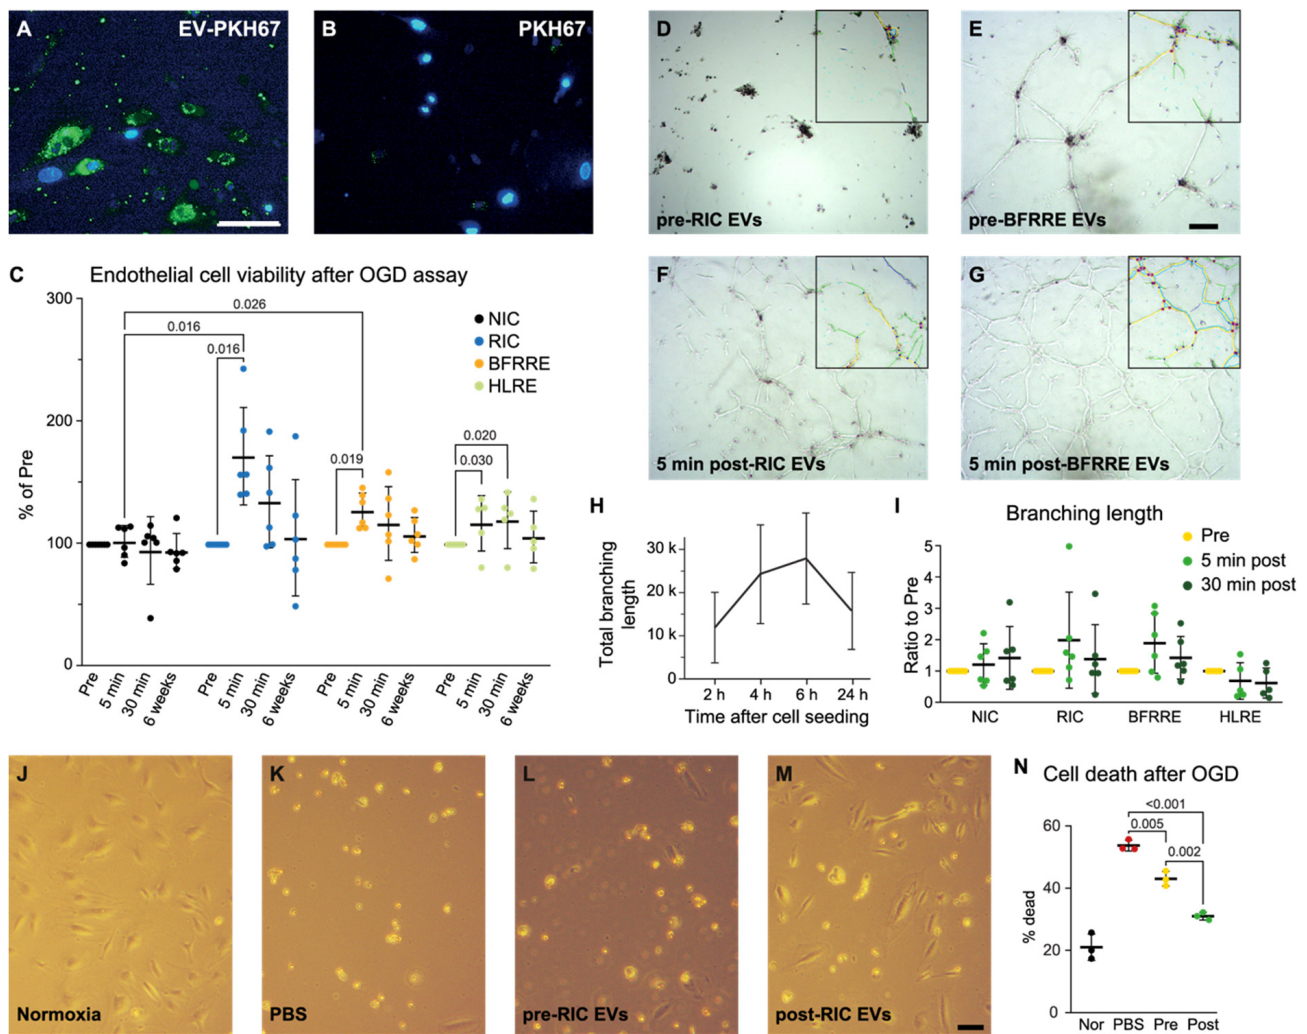 A
EV-PKH67
B
PKH67
C
Endothelial cell viability after OGD assay
300
200
100
0
% of Pre
0.026
0.016
0.016
0.019
0.020
0.030
NIC
RIC
BFRRE
HLRE
Pre
5 min
30 min
6 weeks
Pre
5 min
30 min
6 weeks
Pre
5 min
30 min
6 weeks
Pre
5 min
30 min
6 weeks
D
pre-RIC EVs
E
pre-BFRRE EVs
F
5 min post-RIC EVs
G
5 min post-BFRRE EVs
H
Total branching
length
30 k
20 k
10 k
0
2 h 4 h 6 h 24 h
Time after cell seeding
I
Branching length
Pre
5 min post
30 min post
Ratio to Pre
5
4
3
2
1
0
NIC RIC BFRRE HLRE
J
Normoxia
K
PBS
L
pre-RIC EVs
M
post-RIC EVs
N
Cell death after OGD
<0.001
0.005
0.002
% dead
60
40
20
0
Nor PBS Pre Post